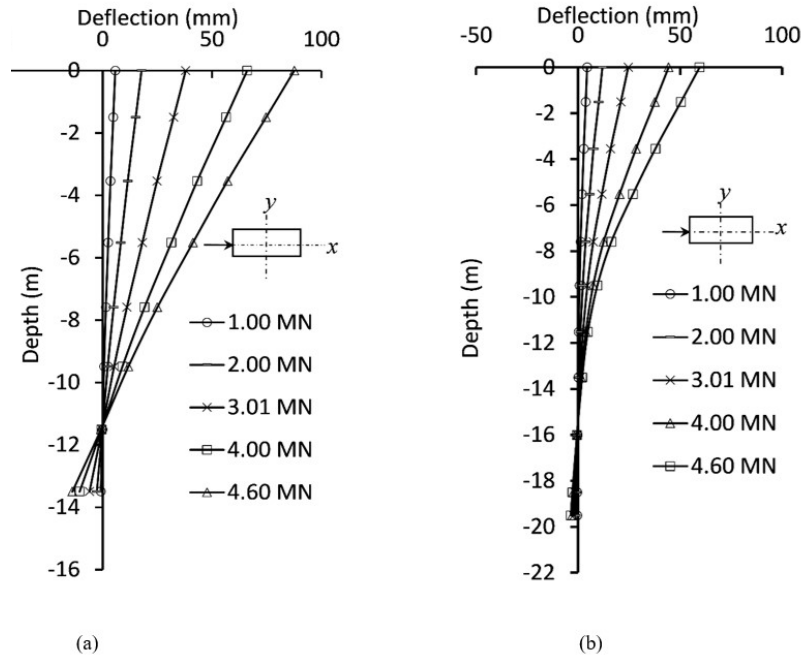 Deflection (mm)
0 50 100
0
-2
-4
-6
-8
-10
-12
-14
-16
Depth (m)
y
x
1.00 MN
2.00 MN
3.01 MN
4.00 MN
4.60 MN
(a)
Deflection (mm)
-50 0 50 100
0
-2
-4
-6
-8
-10
-12
-14
-16
-18
-20
-22
Depth (m)
y
x
1.00 MN
2.00 MN
3.01 MN
4.00 MN
4.60 MN
(b)